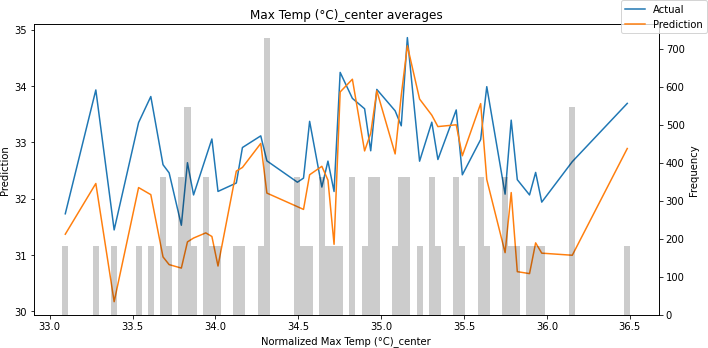 Max Temp (°C)_center averages
Actual
Prediction
35
34
33
32
31
30
Prediction
700
600
500
400
300
200
100
0
Frequency
33.0 33.5 34.0 34.5 35.0 35.5 36.0 36.5
Normalized Max Temp (°C)_center